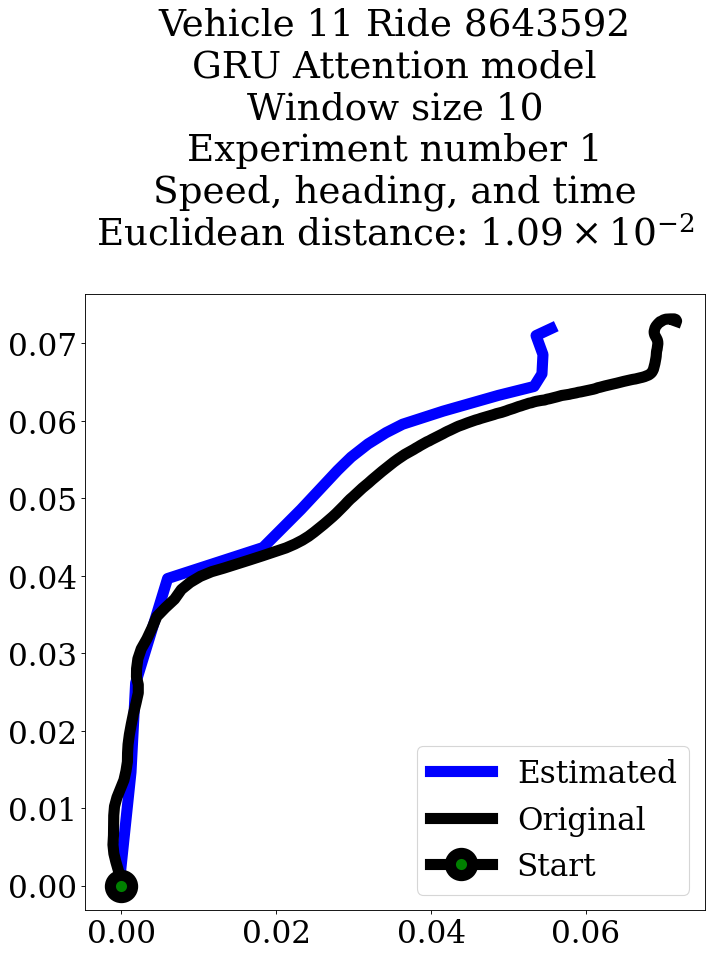 Vehicle 11 Ride 8643592
GRU Attention model
Window size 10
Experiment number 1
Speed, heading, and time
Euclidean distance: 1.09 × 10⁻²
0.07
0.06
0.05
0.04
0.03
0.02
0.01
0.00
Estimated
Original
Start
0.00 0.02 0.04 0.06